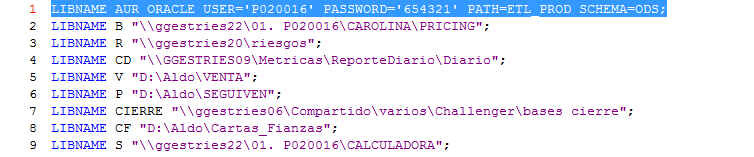 1 LIBNAME AUR ORACLE USER='P020016' PASSWORD='654321' PATH=ETL_PROD SCHEMA=ODS;
2 LIBNAME B "\\ggestries22\01. P020016\CAROLINA\PRICING";
3 LIBNAME R "\\ggestries20\riesgos";
4 LIBNAME CD "\\GGESTRIES09\Metricas\ReporteDiario\Diario";
5 LIBNAME V "D:\Aldo\VENTA";
6 LIBNAME P "D:\Aldo\SEGUIVEN";
7 LIBNAME CIERRE "\\ggestries06\Compartido\varios\Challenger\bases cierre";
8 LIBNAME CF "D:\Aldo\Cartas_Fianzas";
9 LIBNAME S "\\ggestries22\01. P020016\CALCULADORA";